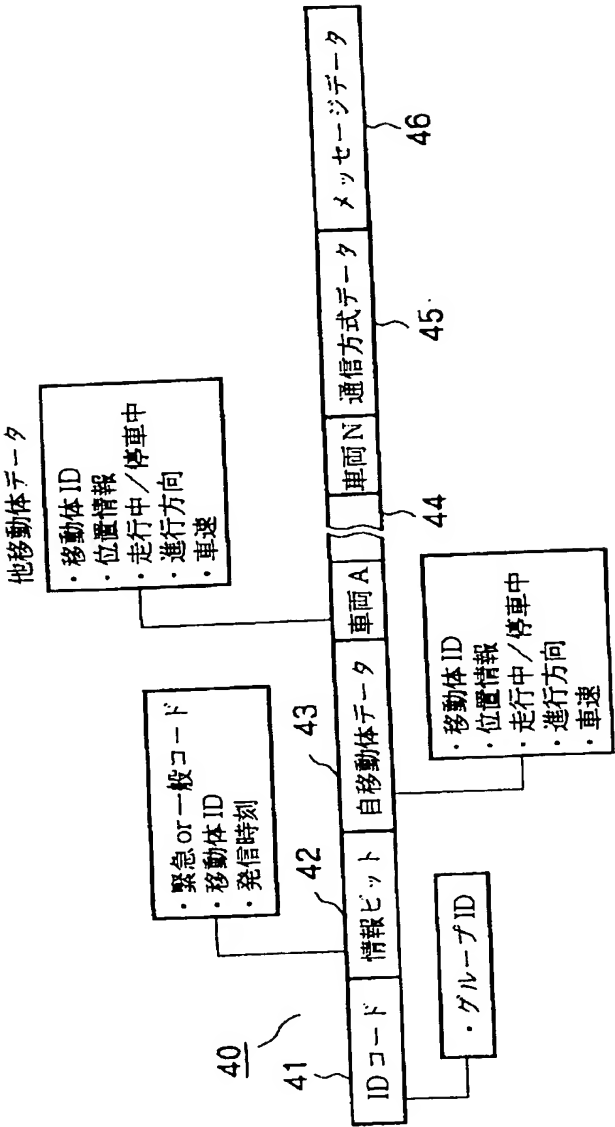 他移動体データ
・移動体ID
・位置情報
・走行中/停車中
・進行方向
・車速
・緊急or一般コード
・移動体ID
・発信時刻
40
41
42
43
IDコード
情報ビット
自移動体データ
車両A
車両N
通信方式データ
メッセージデータ
44
45
46
・グループID
・移動体ID
・位置情報
・走行中/停車中
・進行方向
・車速